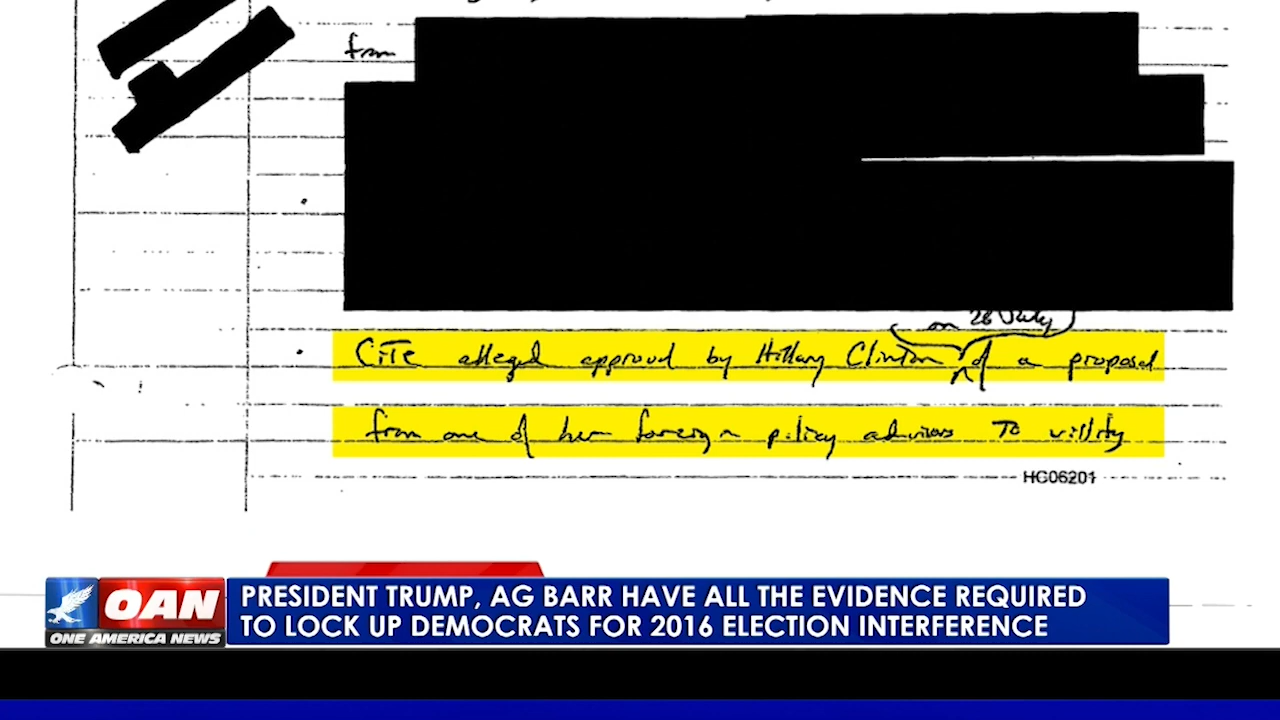 from
on 28 July
CITE alleged approval by Hillary Clinton ^ of a proposal
from one of her foreign policy advisors to villify
HG06201
PRESIDENT TRUMP, AG BARR HAVE ALL THE EVIDENCE REQUIRED
TO LOCK UP DEMOCRATS FOR 2016 ELECTION INTERFERENCE
OAN
ONE AMERICA NEWS